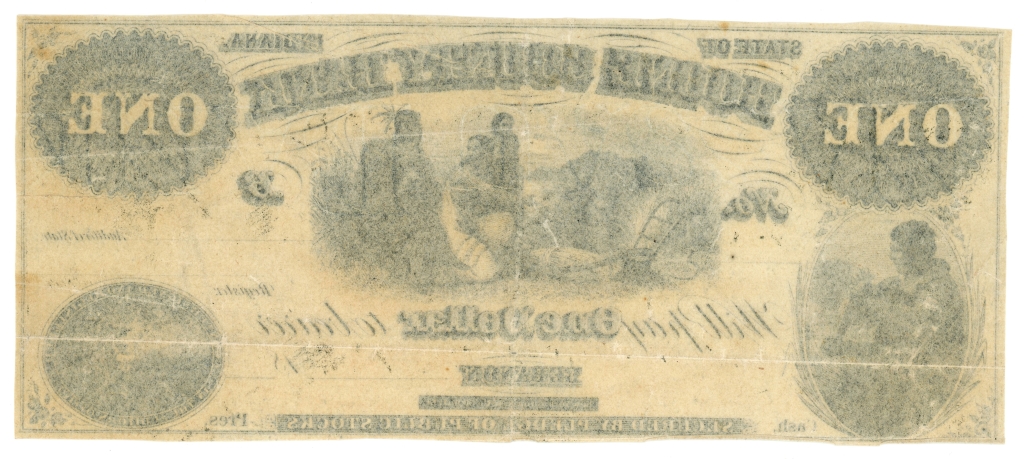 STATE OF INDIANA.
BOONE COUNTY BANK
ONE ONE
No. B
Register.
Will pay One Dollar to bearer
LEBANON
SECURED BY PLEDGE OF PUBLIC STOCKS
Cash. Pres.